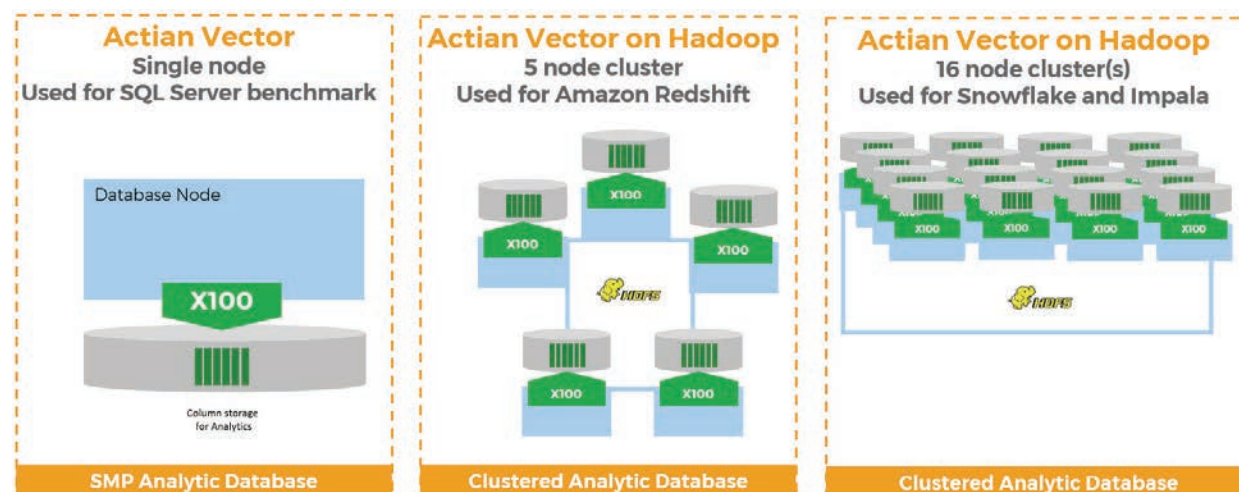 Actian Vector
Single node
Used for SQL Server benchmark
Database Node
X100
Column storage
for Analytics
SMP Analytic Database
Actian Vector on Hadoop
5 node cluster
Used for Amazon Redshift
X100
X100
X100
HDFS
X100
X100
Clustered Analytic Database
Actian Vector on Hadoop
16 node cluster(s)
Used for Snowflake and Impala
X100
X100
X100
X100
HDFS
Clustered Analytic Database